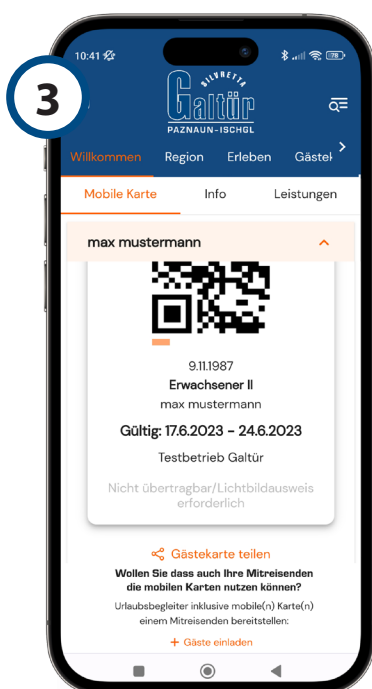 3
10:41
78
SILVRETTA
Galtür
PAZNAUN-ISCHGL
Willkommen Region Erleben Gästek
Mobile Karte Info Leistungen
max mustermann
9.11.1987
Erwachsener II
max mustermann
Gültig: 17.6.2023 - 24.6.2023
Testbetrieb Galtür
Nicht übertragbar/Lichtbildausweis
erforderlich
Gästekarte teilen
Wollen Sie dass auch Ihre Mitreisenden
die mobilen Karten nutzen können?
Urlaubsbegleiter inklusive mobile(n) Karte(n)
einem Mitreisenden bereitstellen:
+ Gäste einladen